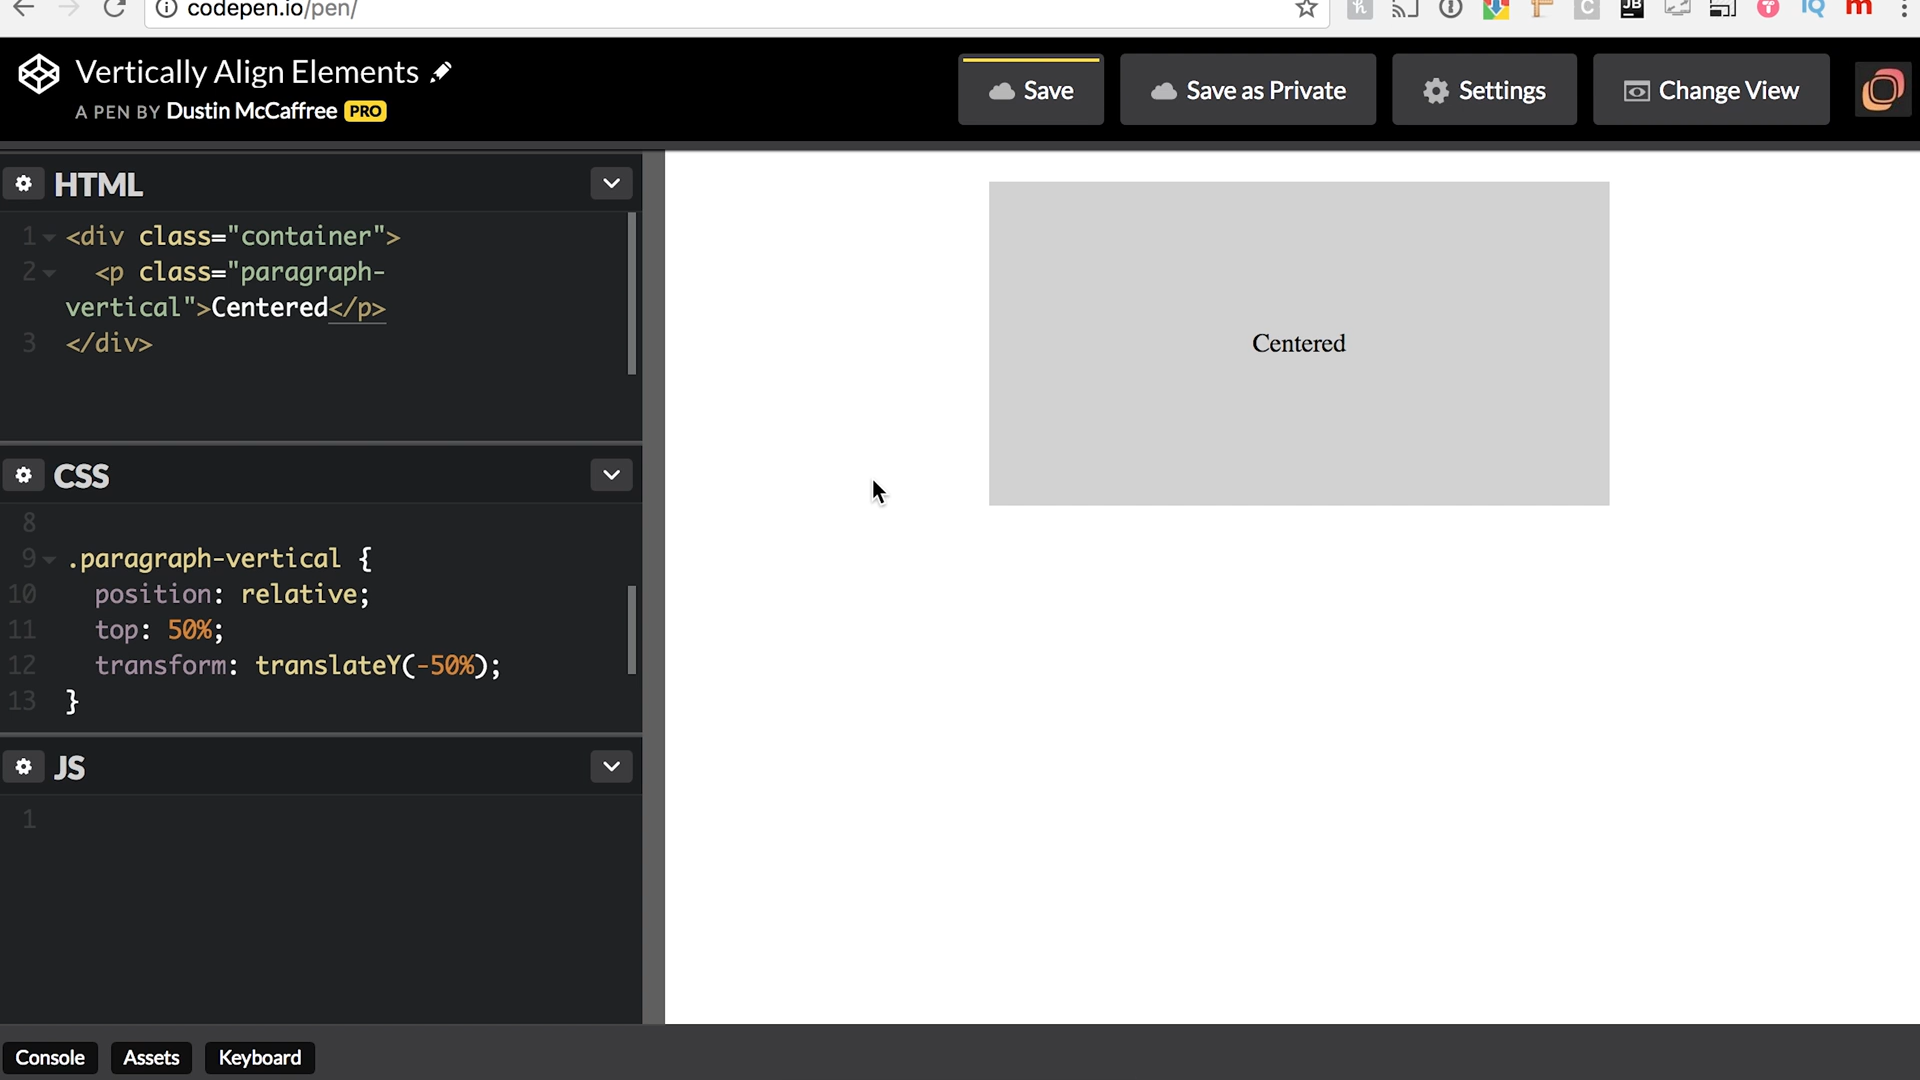 codepen.io/pen/
Vertically Align Elements
A PEN BY Dustin McCaffree PRO
Save
Save as Private
Settings
Change View
HTML
1 <div class="container">
2 <p class="paragraph-
vertical">Centered</p>
3 </div>
CSS
8
9 .paragraph-vertical {
10 position: relative;
11 top: 50%;
12 transform: translateY(-50%);
13 }
JS
1
Centered
Console
Assets
Keyboard